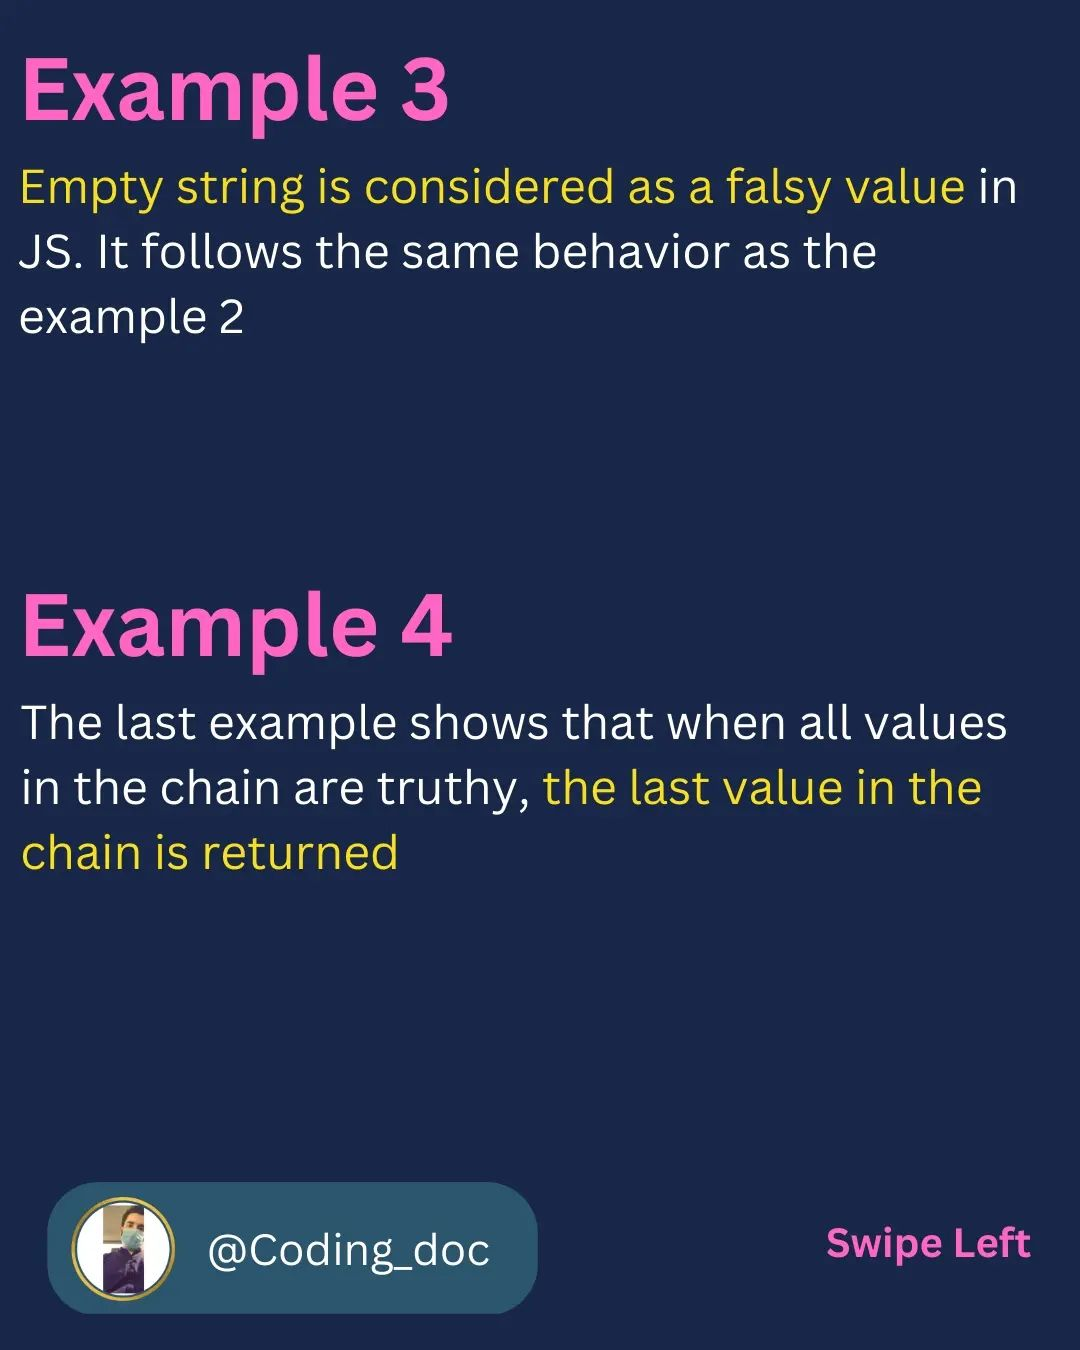 Example 3
Empty string is considered as a falsy value in
JS. It follows the same behavior as the
example 2
Example 4
The last example shows that when all values
in the chain are truthy, the last value in the
chain is returned
@Coding_doc
Swipe Left